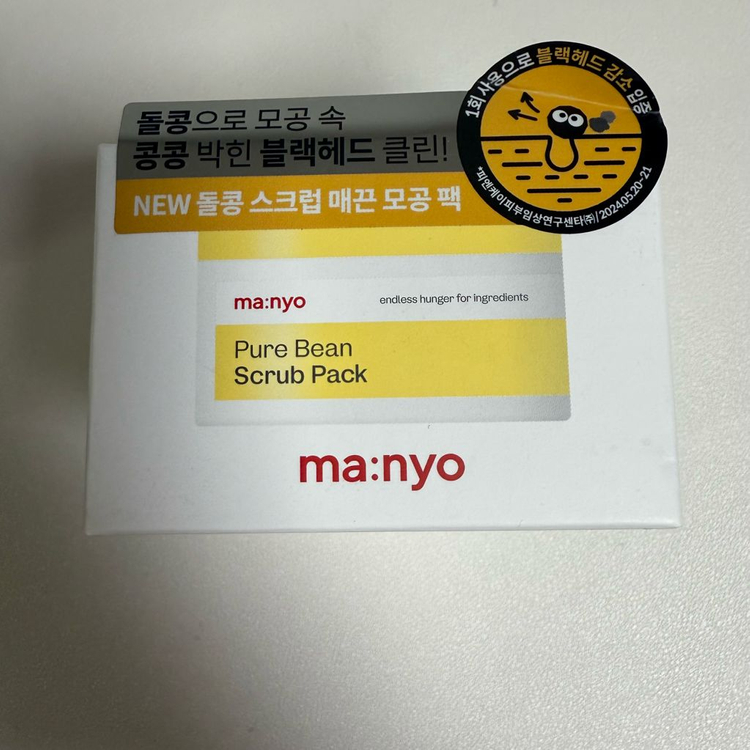 돌콩으로 모공 속
콩콩 박힌 블랙헤드 클린!
NEW 돌콩 스크럽 매끈 모공 팩
1회 사용으로 블랙헤드 감소 입증
*피엔케이피부임상연구센타㈜ | 2024.05.20~21
ma:nyo
endless hunger for ingredients
Pure Bean
Scrub Pack
ma:nyo